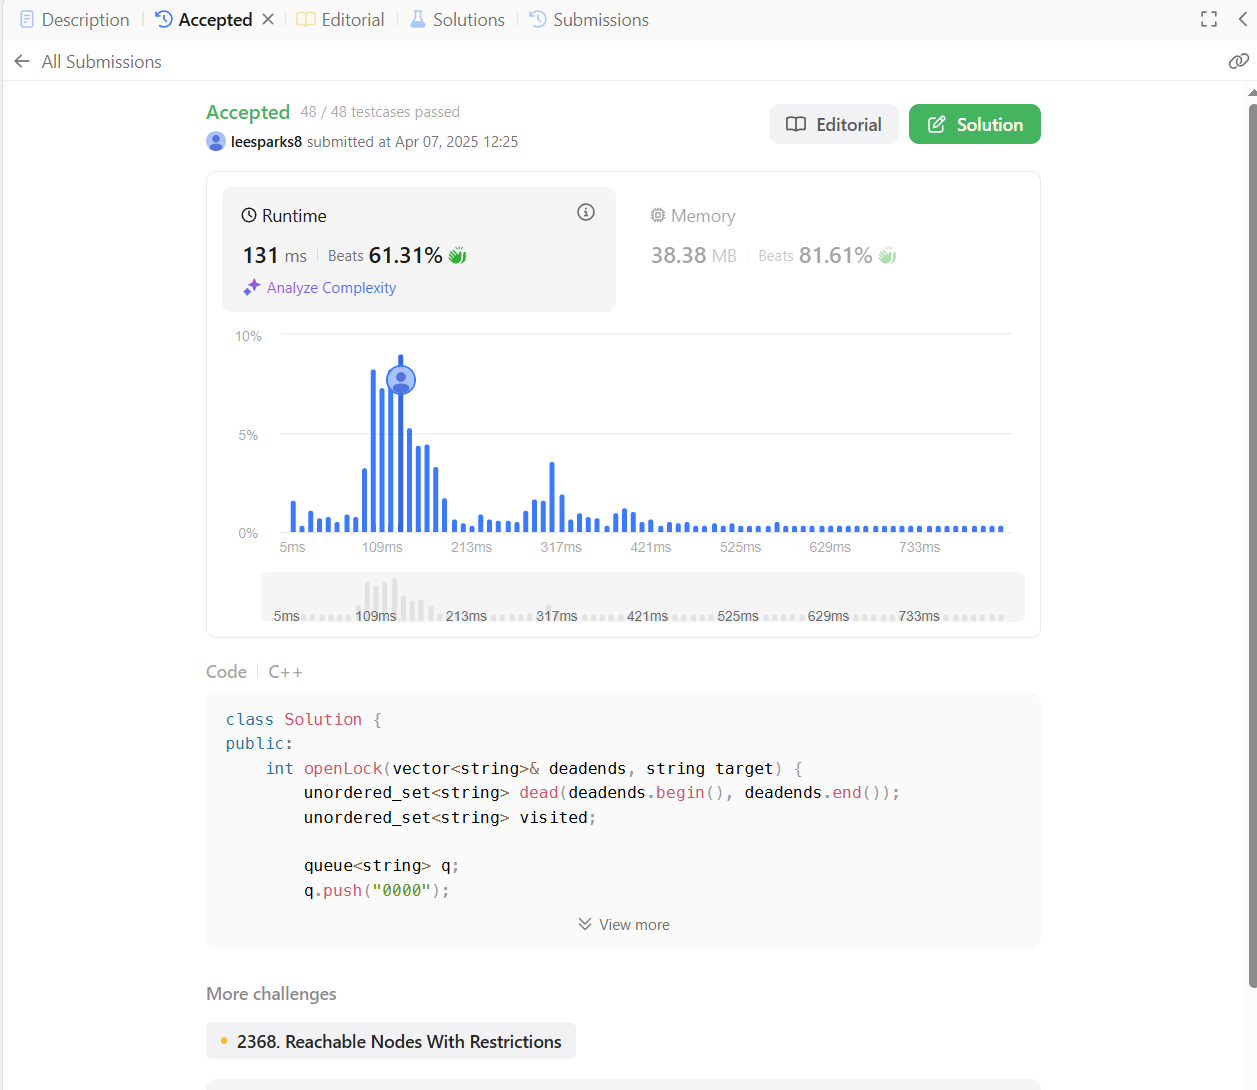 Description Accepted Editorial Solutions Submissions
All Submissions
Accepted 48 / 48 testcases passed
leesparks8 submitted at Apr 07, 2025 12:25
Editorial Solution
Runtime
131 ms Beats 61.31%
Analyze Complexity
Memory
38.38 MB Beats 81.61%
10%
5%
0%
5ms 109ms 213ms 317ms 421ms 525ms 629ms 733ms
5ms 109ms 213ms 317ms 421ms 525ms 629ms 733ms
Code C++
class Solution {
public:
    int openLock(vector<string>& deadends, string target) {
        unordered_set<string> dead(deadends.begin(), deadends.end());
        unordered_set<string> visited;
        queue<string> q;
        q.push("0000");
View more
More challenges
2368. Reachable Nodes With Restrictions